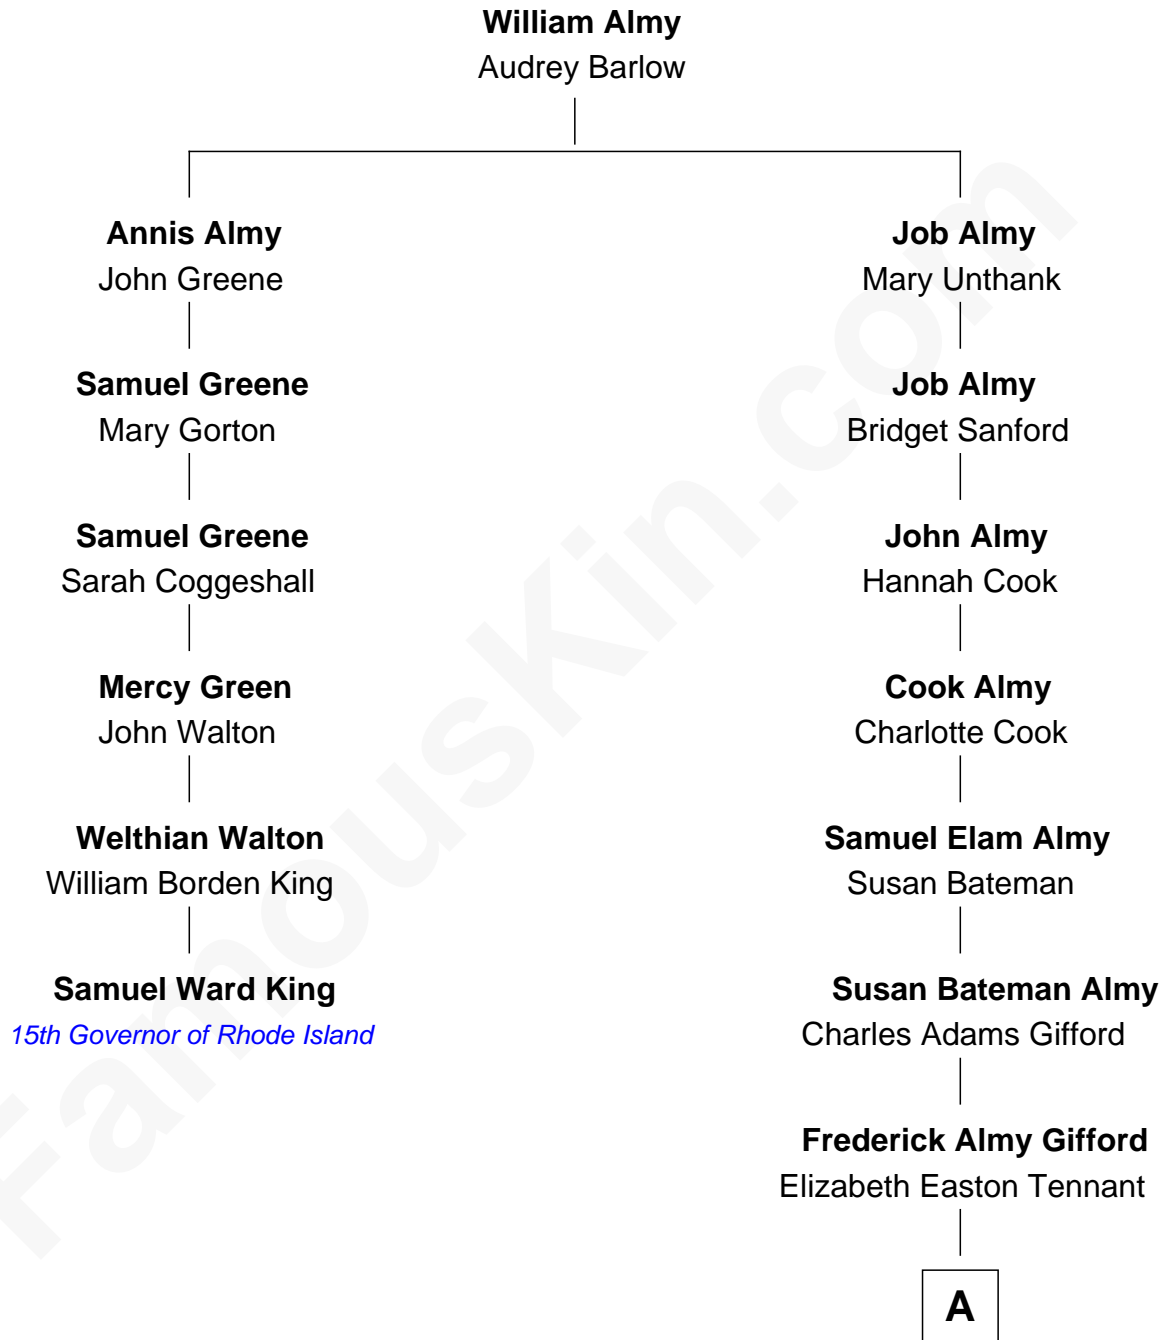 William Almy
Audrey Barlow
Annis Almy
John Greene
Job Almy
Mary Unthank
Samuel Greene
Mary Gorton
Job Almy
Bridget Sanford
Samuel Greene
Sarah Coggeshall
John Almy
Hannah Cook
Mercy Green
John Walton
Cook Almy
Charlotte Cook
Welthian Walton
William Borden King
Samuel Elam Almy
Susan Bateman
Samuel Ward King
15th Governor of Rhode Island
Susan Bateman Almy
Charles Adams Gifford
Frederick Almy Gifford
Elizabeth Easton Tennant
A
FamousKin.com